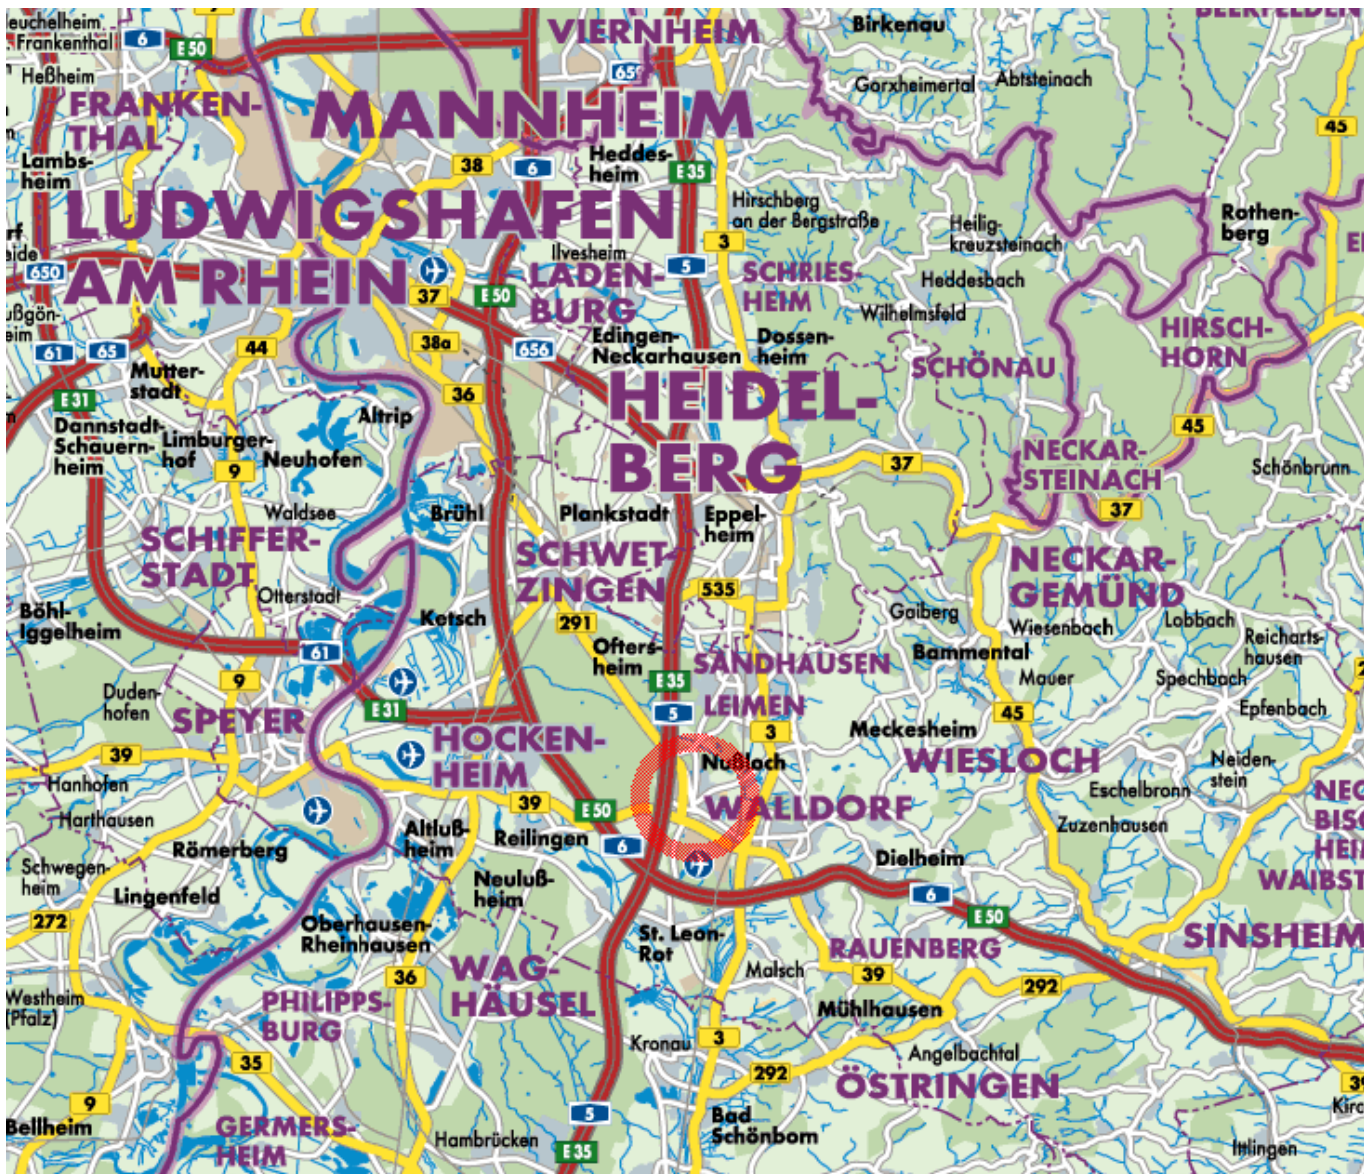 euchelheim
Frankenthal
6
9
E 50
VIERNHEIM
Birkenau
BEERFELDEN
Heßheim
659
Gorxheimertal
Abtsteinach
FRANKEN-
THAL
MANNHEIM
45
Lambs-
heim
38
6
Heddes-
heim
E 35
LUDWIGSHAFEN
AM RHEIN
Hirschberg
an der Bergstraße
Heilig-
kreuzsteinach
Rothen-
berg
rf
eide
650
Ilvesheim
3
5
LADEN-
BURG
SCHRIES-
HEIM
Heddesbach
37
E 50
ußgön-
eim
Wilhelmsfeld
HIRSCH-
HORN
61
65
44
38a
656
Edingen-
Neckarhausen
Dossen-
heim
SCHÖNAU
Mutter-
stadt
E 31
36
HEIDEL-
BERG
Altrip
45
Dannstadt-
Schauern-
heim
Limburger-
hof
9
Neuhofen
37
NECKAR-
STEINACH
Schönbrunn
Waldsee
Brühl
Plankstadt
Eppel-
heim
37
SCHIFFER-
STADT
SCHWET-
ZINGEN
NECKAR-
GEMÜND
Otterstadt
535
Böhl-
Iggelheim
Ketsch
291
Gaiberg
Wiesenbach
Lobbach
Reicharts-
hausen
61
Ofters-
heim
SANDHAUSEN
Bammental
9
E 35
Mauer
Spechbach
Duden-
hofen
SPEYER
E 31
5
LEIMEN
45
Epfenbach
HOCKEN-
HEIM
3
Meckesheim
39
Nußloch
WIESLOCH
Neiden-
stein
Hanhofen
Eschelbronn
39
E 50
WALLDORF
Harthausen
Altluß-
heim
Reilingen
6
Zuzenhausen
Römerberg
Dielheim
WAIBST
Schwegen-
heim
Lingenfeld
Neuluß-
heim
6
E 50
272
Oberhausen-
Rheinhausen
St. Leon-
Rot
RAUENBERG
SINSHEIM
36
WAG-
HÄUSEL
Malsch
39
292
Westheim
(Pfalz)
PHILIPPS-
BURG
Mühlhausen
Kronau
3
35
292
Angelbachtal
ÖSTRINGEN
9
5
Bad
Schönborn
Bellheim
GERMERS-
HEIM
Hambrücken
E 35
Ittlingen